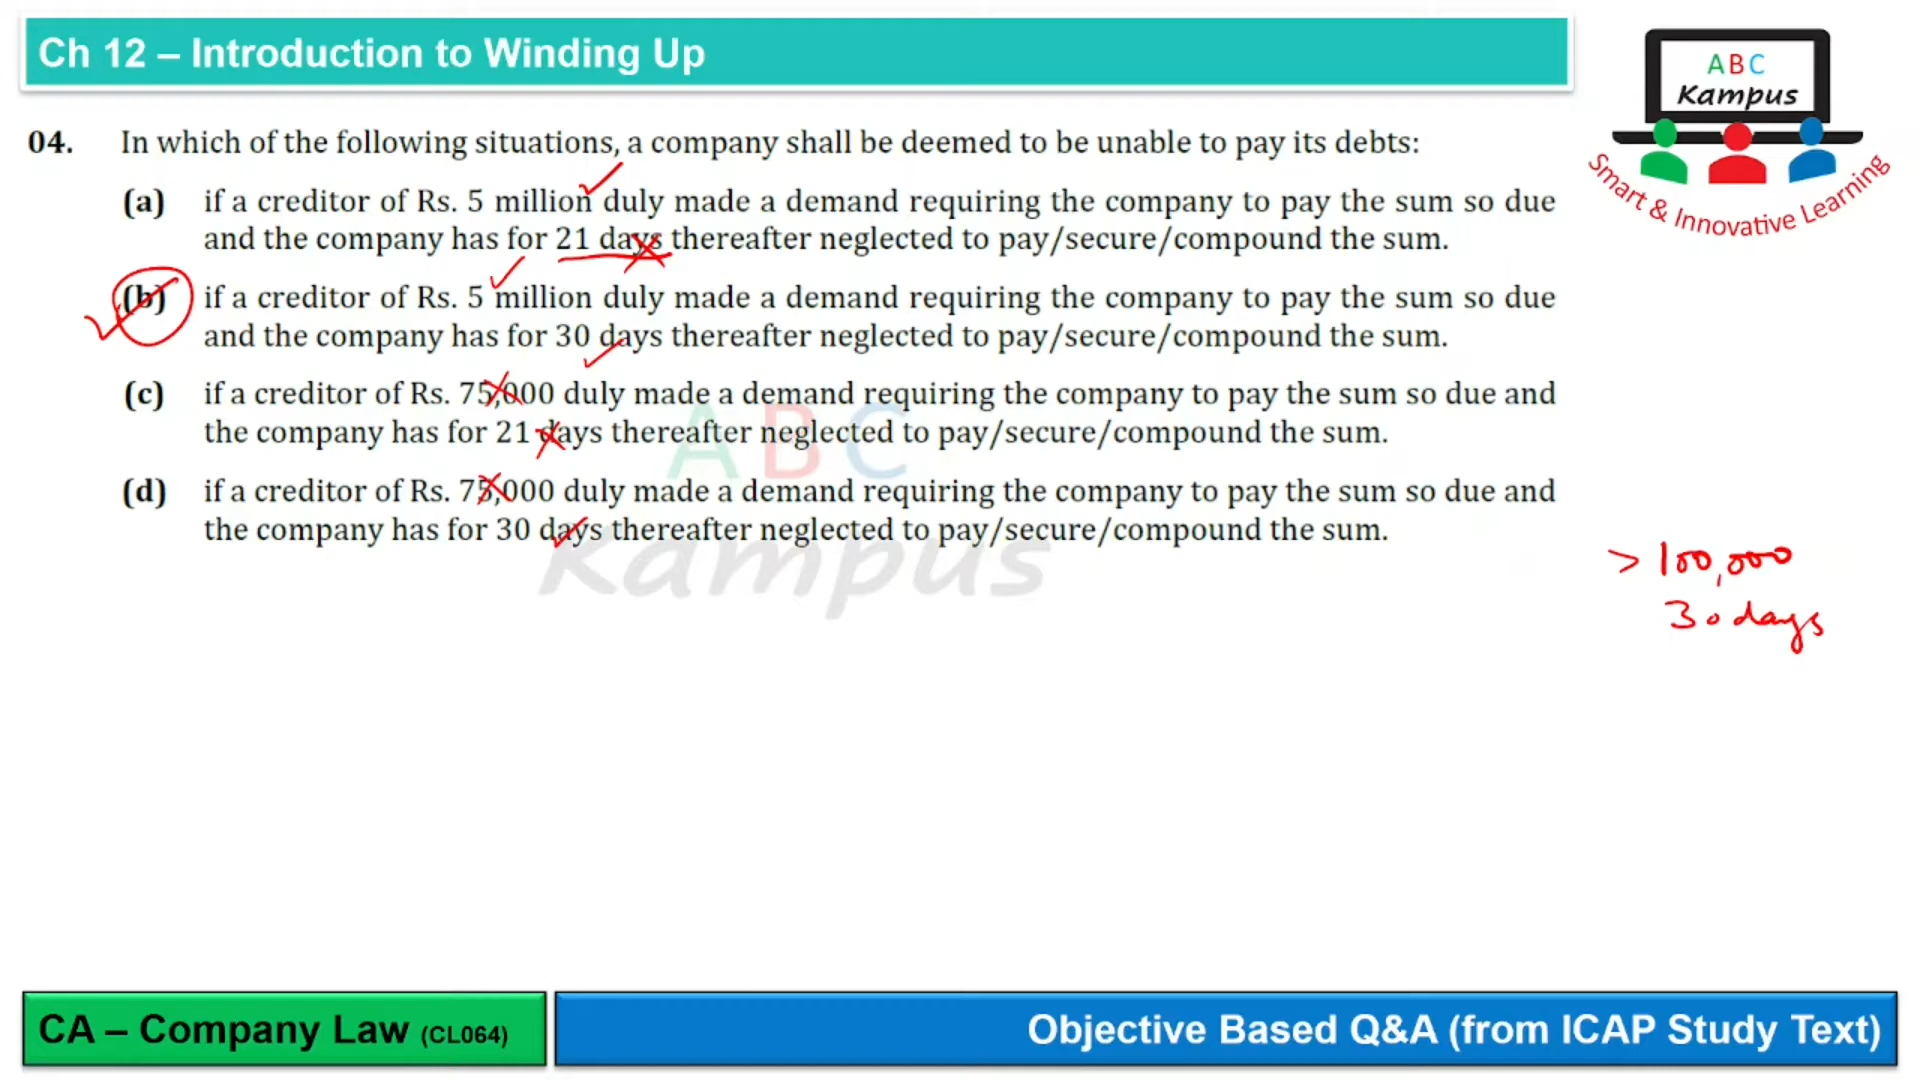 Ch 12 – Introduction to Winding Up
A B C
Kampus
Smart & Innovative Learning
04. In which of the following situations, a company shall be deemed to be unable to pay its debts:
(a) if a creditor of Rs. 5 million duly made a demand requiring the company to pay the sum so due
and the company has for 21 days thereafter neglected to pay/secure/compound the sum.
(b) if a creditor of Rs. 5 million duly made a demand requiring the company to pay the sum so due
and the company has for 30 days thereafter neglected to pay/secure/compound the sum.
(c) if a creditor of Rs. 75,000 duly made a demand requiring the company to pay the sum so due and
the company has for 21 days thereafter neglected to pay/secure/compound the sum.
(d) if a creditor of Rs. 75,000 duly made a demand requiring the company to pay the sum so due and
the company has for 30 days thereafter neglected to pay/secure/compound the sum.
A B C
Kampus
> 100,000
30 days
CA – Company Law (CL064)
Objective Based Q&A (from ICAP Study Text)